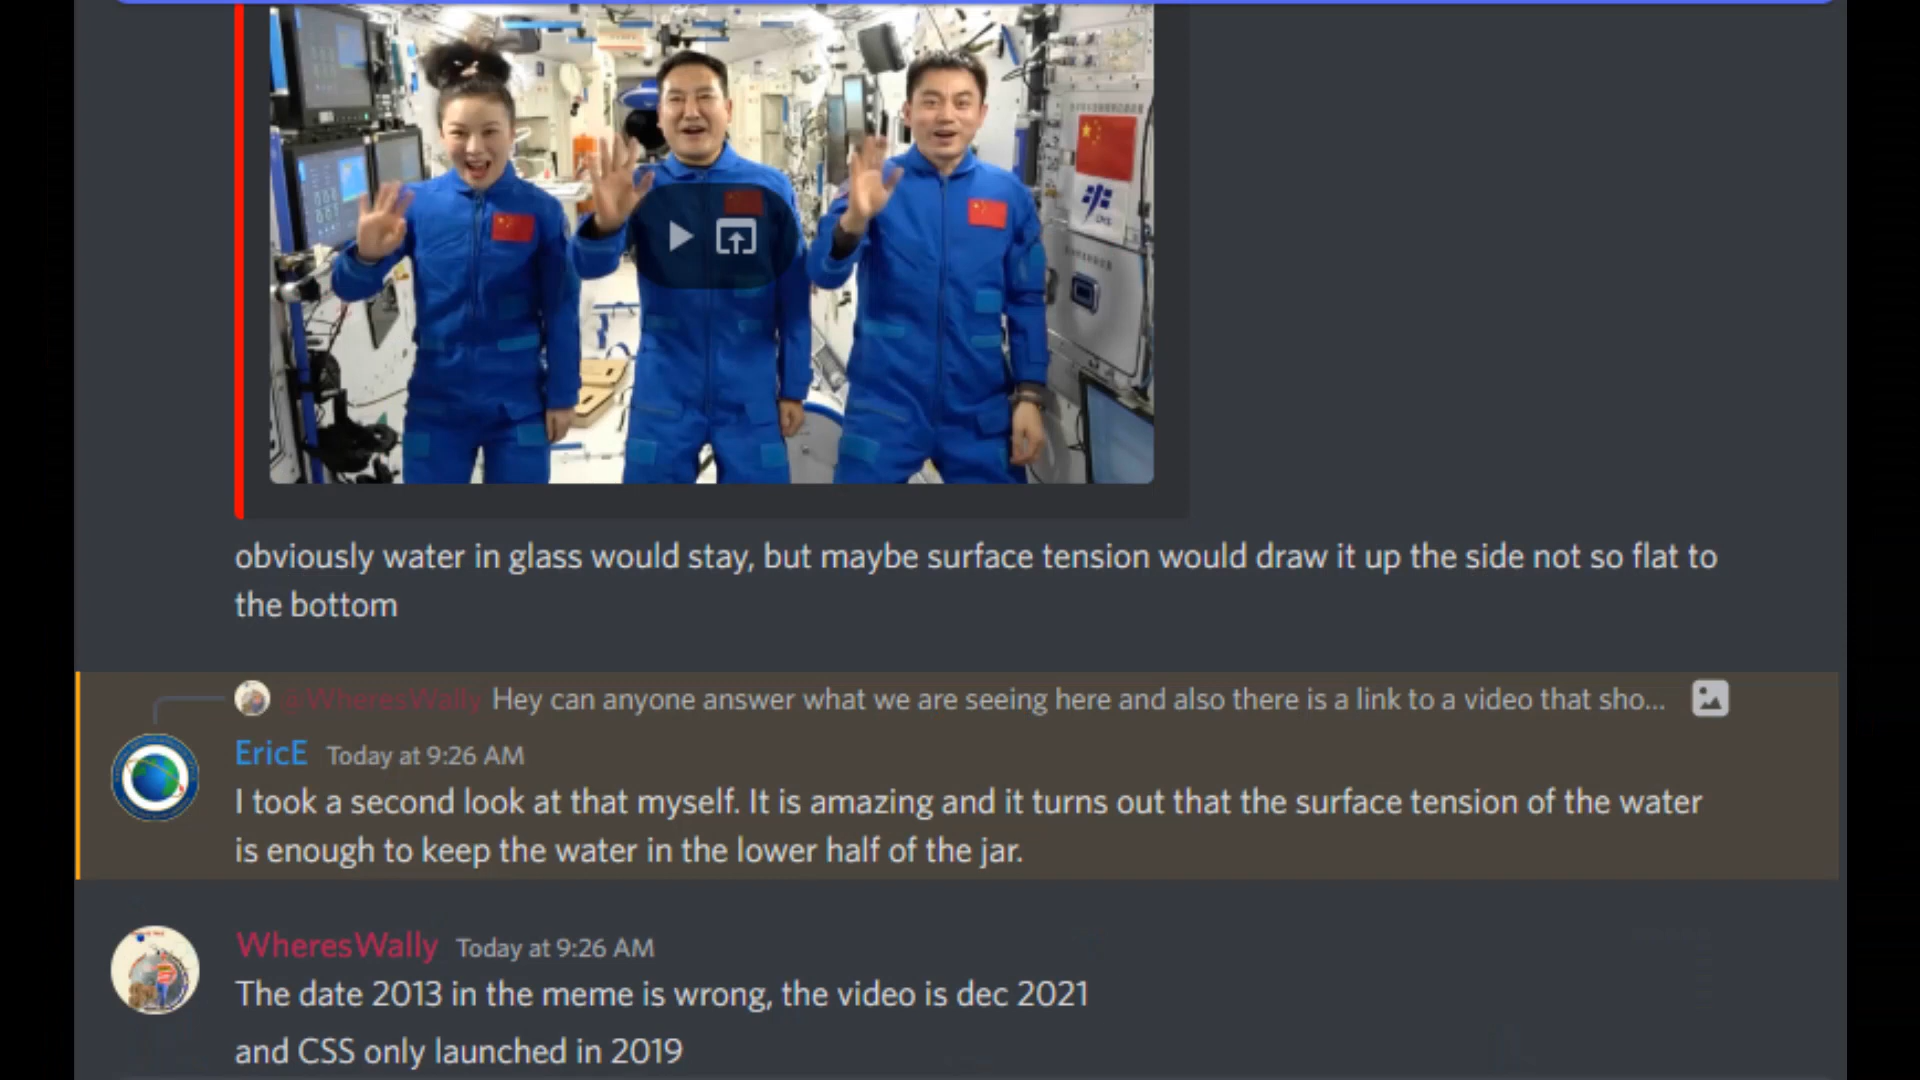 obviously water in glass would stay, but maybe surface tension would draw it up the side not so flat to
the bottom
@WheresWally Hey can anyone answer what we are seeing here and also there is a link to a video that sho...
EricE Today at 9:26 AM
I took a second look at that myself. It is amazing and it turns out that the surface tension of the water
is enough to keep the water in the lower half of the jar.
WheresWally Today at 9:26 AM
The date 2013 in the meme is wrong, the video is dec 2021
and CSS only launched in 2019